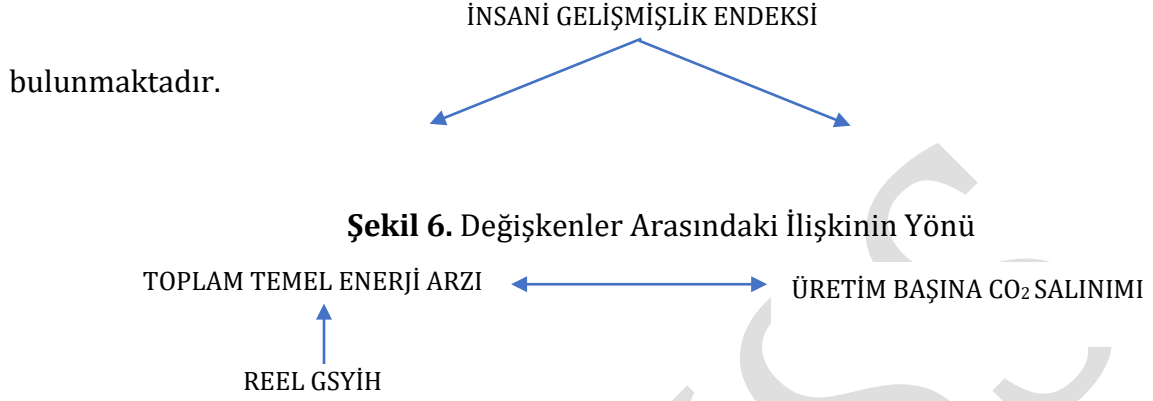 İNSANİ GELİŞMİŞLİK ENDEKSİ
bulunmaktadır.
Şekil 6. Değişkenler Arasındaki İlişkinin Yönü
TOPLAM TEMEL ENERJİ ARZI
ÜRETİM BAŞINA CO₂ SALINIMI
REEL GSYİH